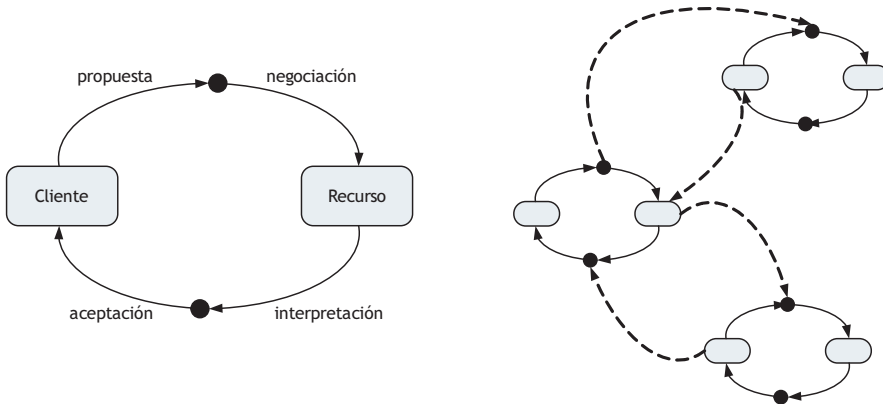 propuesta
negociación
Cliente
Recurso
aceptación
interpretación